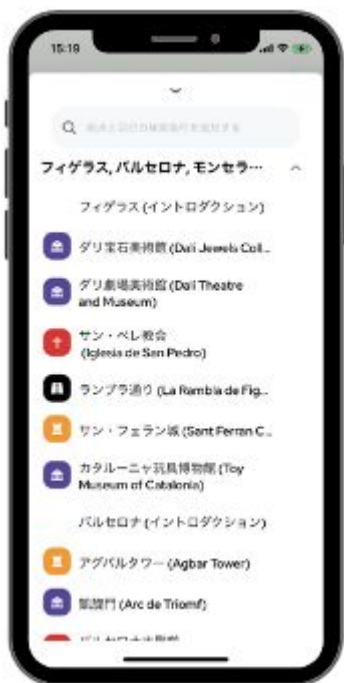 15:19
フィゲラス, バルセロナ, モンセラ…
フィゲラス (イントロダクション)
ダリ宝石美術館 (Dalí Jewels Coll...
ダリ劇場美術館 (Dalí Theatre
and Museum)
サン・ペレ教会
(Iglesia de San Pedro)
ランブラ通り (La Rambla de Fig...
サン・フェラン城 (Sant Ferran C...
カタルーニャ玩具博物館 (Toy
Museum of Catalonia)
バルセロナ (イントロダクション)
アグバルタワー (Agbar Tower)
凱旋門 (Arc de Triomf)